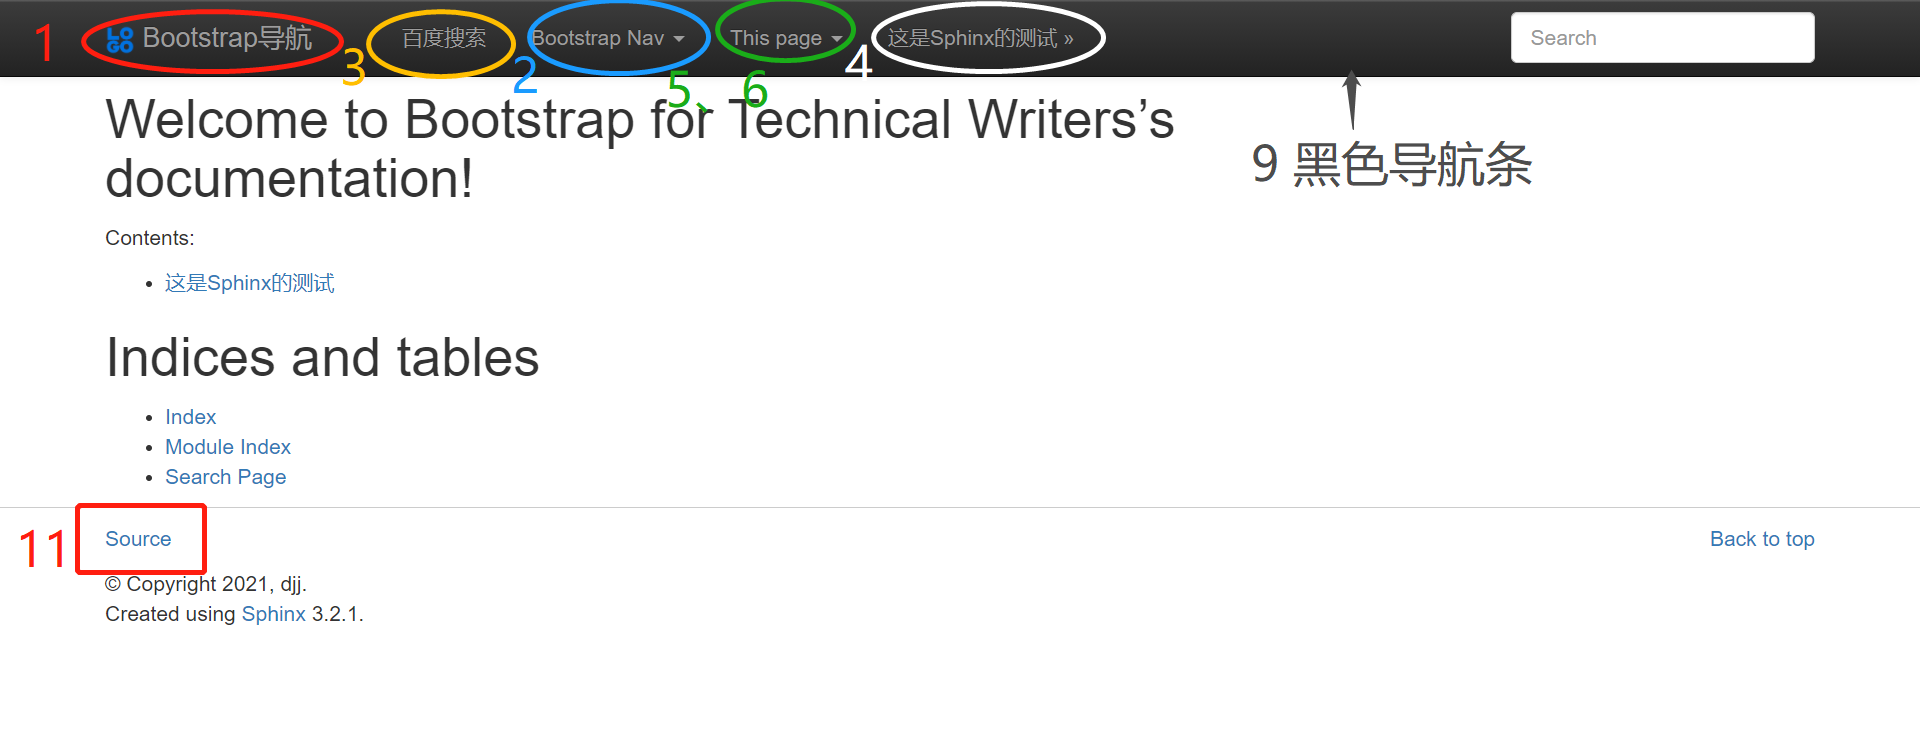 1 LOGO Bootstrap导航 3 百度搜索 2 Bootstrap Nav 5、6 This page 4 这是Sphinx的测试 » Search
Welcome to Bootstrap for Technical Writers’s
documentation!
9 黑色导航条
Contents:
• 这是Sphinx的测试
Indices and tables
• Index
• Module Index
• Search Page
11 Source Back to top
© Copyright 2021, djj.
Created using Sphinx 3.2.1.